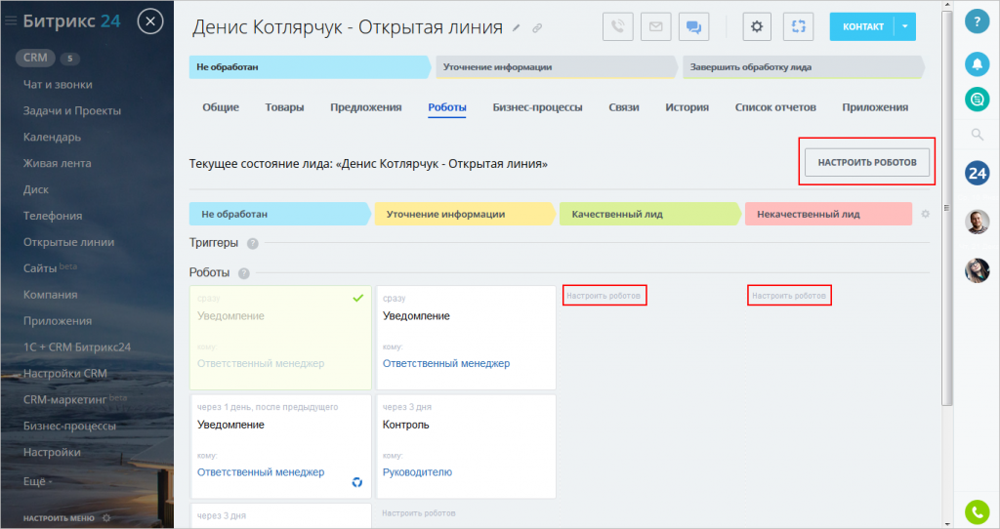 Битрикс 24
CRM 5
Чат и звонки
Задачи и Проекты
Календарь
Живая лента
Диск
Телефония
Открытые линии
Сайты beta
Компания
Приложения
1С + CRM Битрикс24
Настройки CRM
CRM-маркетинг beta
Бизнес-процессы
Настройки
Ещё -
НАСТРОИТЬ МЕНЮ
Денис Котлярчук - Открытая линия
КОНТАКТ
Не обработан
Уточнение информации
Завершить обработку лида
Общие
Товары
Предложения
Роботы
Бизнес-процессы
Связи
История
Список отчетов
Приложения
Текущее состояние лида: «Денис Котлярчук - Открытая линия»
НАСТРОИТЬ РОБОТОВ
Не обработан
Уточнение информации
Качественный лид
Некачественный лид
Триггеры ?
Роботы ?
сразу
Уведомление
кому:
Ответственный менеджер
сразу
Уведомление
кому:
Ответственный менеджер
Настроить роботов
Настроить роботов
через 1 день, после предыдущего
Уведомление
кому:
Ответственный менеджер
через 3 дня
Контроль
кому:
Руководителю
через 3 дня
Настроить роботов
?
24